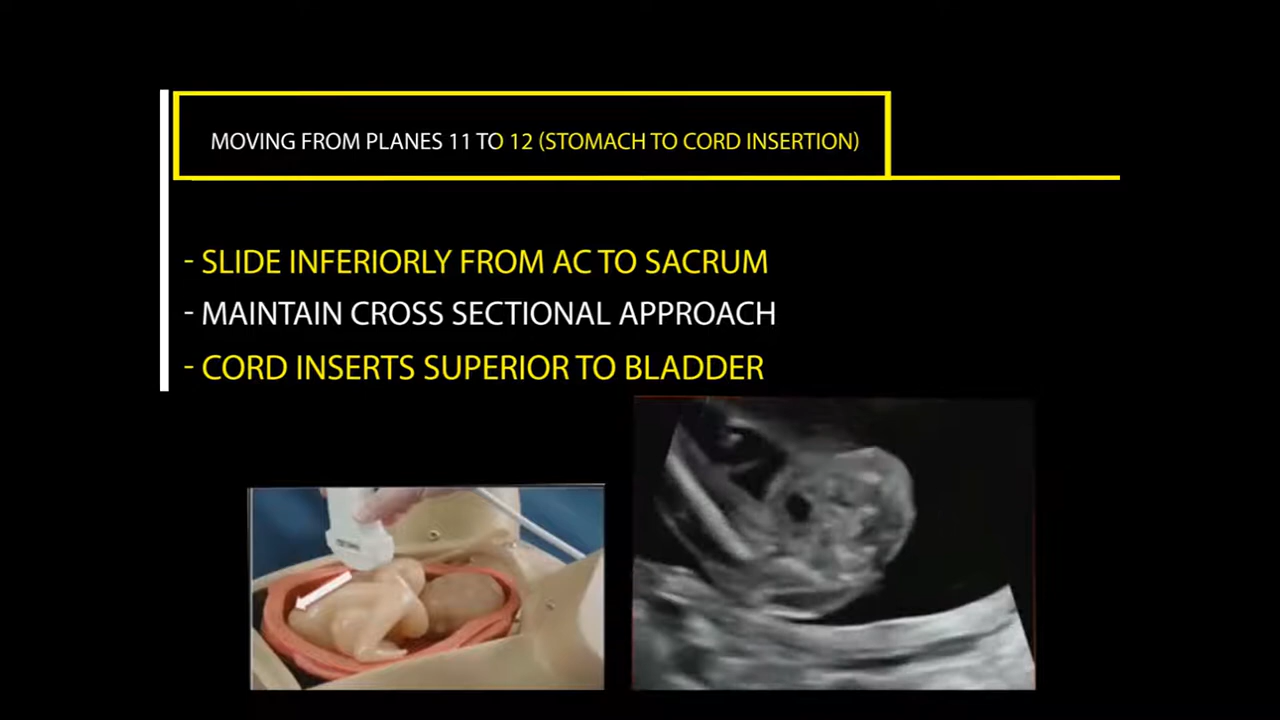 MOVING FROM PLANES 11 TO 12 (STOMACH TO CORD INSERTION)
- SLIDE INFERIORLY FROM AC TO SACRUM
- MAINTAIN CROSS SECTIONAL APPROACH
- CORD INSERTS SUPERIOR TO BLADDER